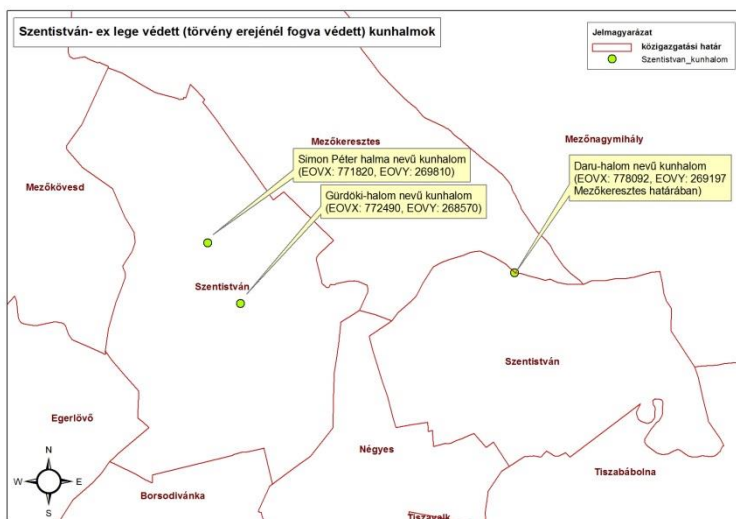 Szentistván- ex lege védett (törvény erejénél fogva védett) kunhalmok
Jelmagyarázat
közigazgatási határ
Szentistvan_kunhalom
Mezőkeresztes
Mezőnagymihály
Simon Péter halma nevű kunhalom
(EOVX: 771820, EOVY: 269810)
Daru-halom nevű kunhalom
(EOVX: 778092, EOVY: 269197
Mezőkeresztes határában)
Mezőkövesd
Gürdöki-halom nevű kunhalom
(EOVX: 772490, EOVY: 268570)
Szentistván
Szentistván
Egerlövő
Négyes
Tiszabábolna
N
W E
S
Borsodivánka
Tiszavalk